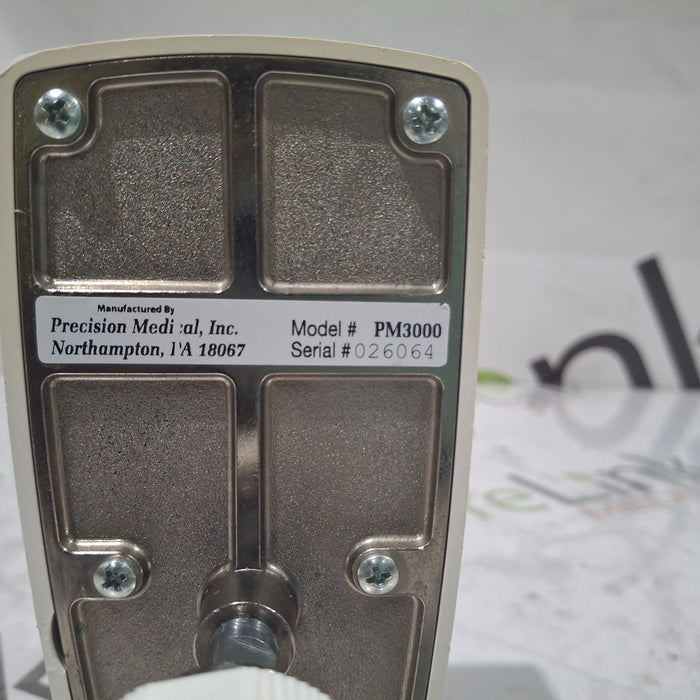 Manufactured By
Precision Medical, Inc.
Northampton, PA 18067
Model # PM3000
Serial # 026064